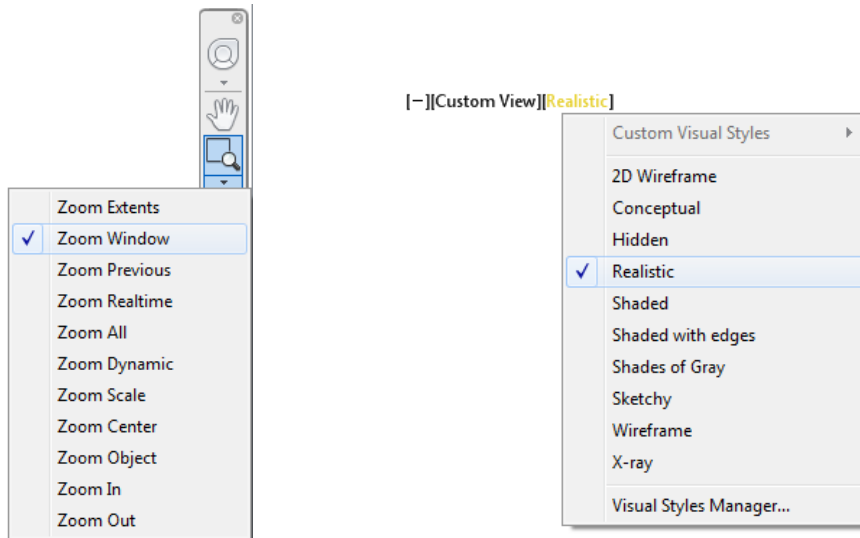 [−][Custom View][Realistic]
Zoom Extents
Zoom Window
Zoom Previous
Zoom Realtime
Zoom All
Zoom Dynamic
Zoom Scale
Zoom Center
Zoom Object
Zoom In
Zoom Out
Custom Visual Styles
2D Wireframe
Conceptual
Hidden
Realistic
Shaded
Shaded with edges
Shades of Gray
Sketchy
Wireframe
X-ray
Visual Styles Manager...